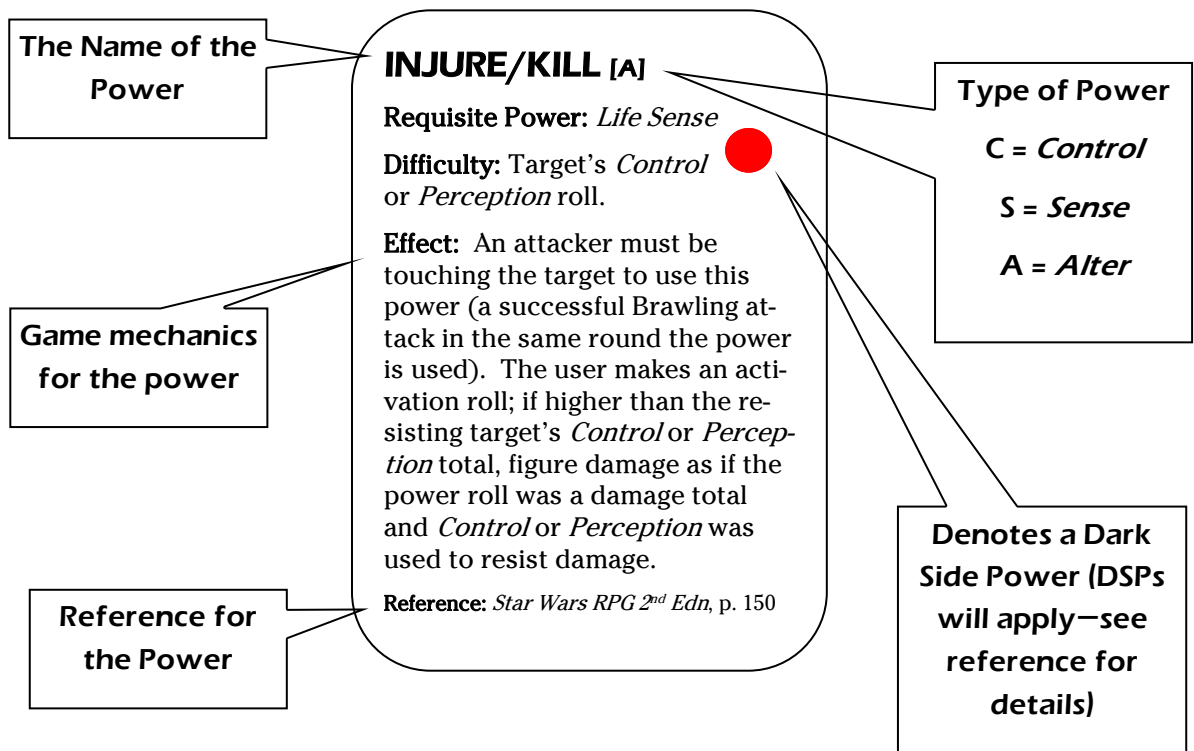 The Name of the
Power
INJURE/KILL [A]
Requisite Power: Life Sense
Difficulty: Target's Control
or Perception roll.
Effect: An attacker must be
touching the target to use this
power (a successful Brawling at-
tack in the same round the power
is used). The user makes an acti-
vation roll; if higher than the re-
sisting target's Control or Percep-
tion total, figure damage as if the
power roll was a damage total
and Control or Perception was
used to resist damage.
Reference: Star Wars RPG 2nd Edn, p. 150
Type of Power
C = Control
S = Sense
A = Alter
Game mechanics
for the power
Reference for
the Power
Denotes a Dark
Side Power (DSPs
will apply—see
reference for
details)